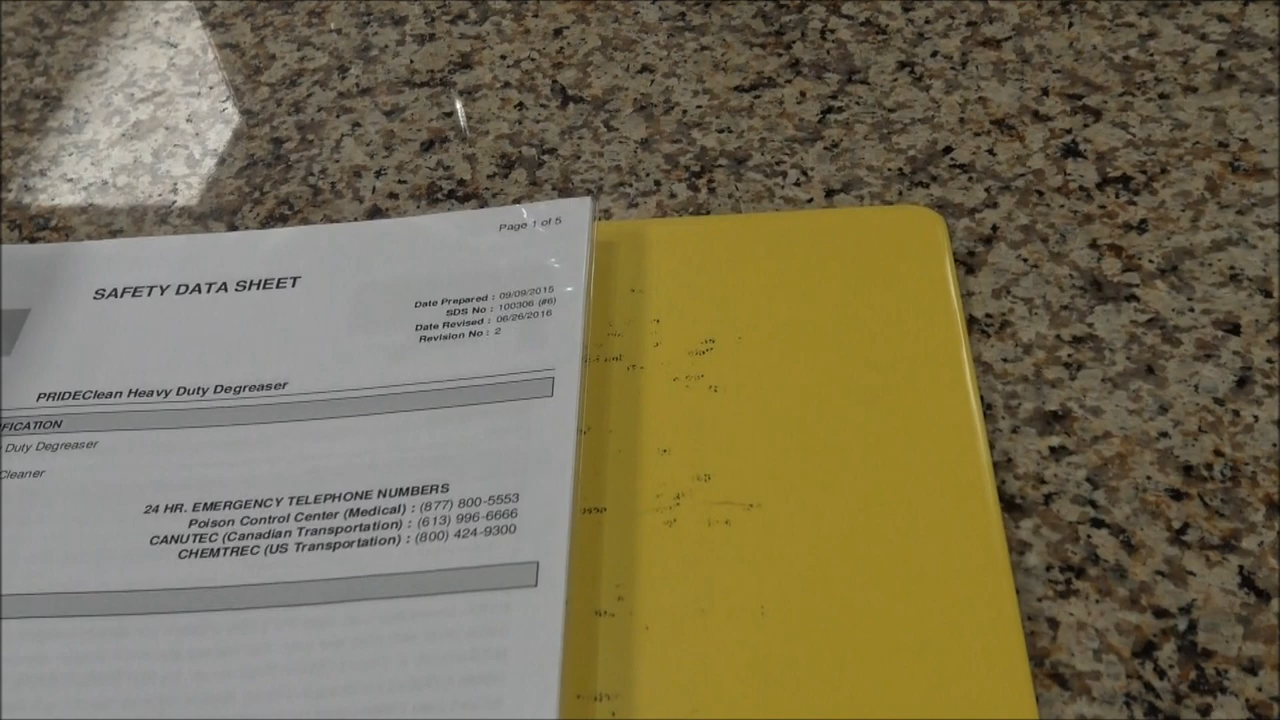 Page 1 of 5
SAFETY DATA SHEET
Date Prepared : 09/09/2015
SDS No : 100306 (#6)
Date Revised : 06/26/2016
Revision No : 2
PRIDEClean Heavy Duty Degreaser
FICATION
Duty Degreaser
Cleaner
24 HR. EMERGENCY TELEPHONE NUMBERS
Poison Control Center (Medical) : (877) 800-5553
CANUTEC (Canadian Transportation) : (613) 996-6666
CHEMTREC (US Transportation) : (800) 424-9300